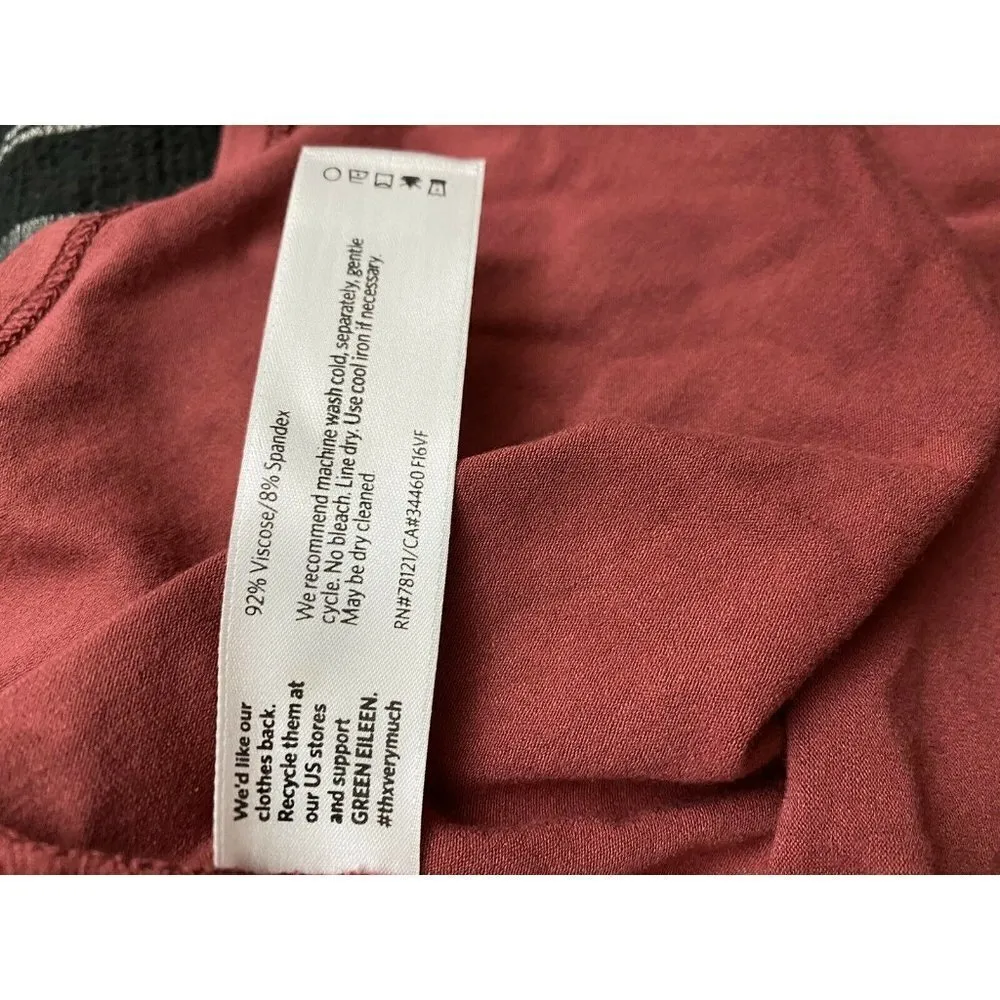 92% Viscose/8% Spandex
We recommend machine wash cold, separately, gentle
cycle. No bleach. Line dry. Use cool iron if necessary.
May be dry cleaned
RN#78121/CA#34460 F16VF
We'd like our
clothes back.
Recycle them at
our US stores
and support
GREEN EILEEN.
#thxverymuch